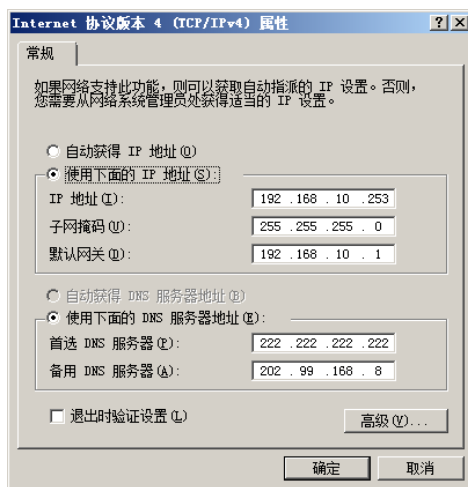 Internet 协议版本 4 (TCP/IPv4) 属性
常规
如果网络支持此功能，则可以获取自动指派的 IP 设置。否则，
您需要从网络系统管理员处获得适当的 IP 设置。
自动获得 IP 地址(O)
使用下面的 IP 地址(S):
IP 地址(I): 192 .168 . 10 .253
子网掩码(U): 255 .255 .255 . 0
默认网关(D): 192 .168 . 10 . 1
自动获得 DNS 服务器地址(B)
使用下面的 DNS 服务器地址(E):
首选 DNS 服务器(P): 222 .222 .222 .222
备用 DNS 服务器(A): 202 . 99 .168 . 8
退出时验证设置(L)
高级(V)...
确定 取消